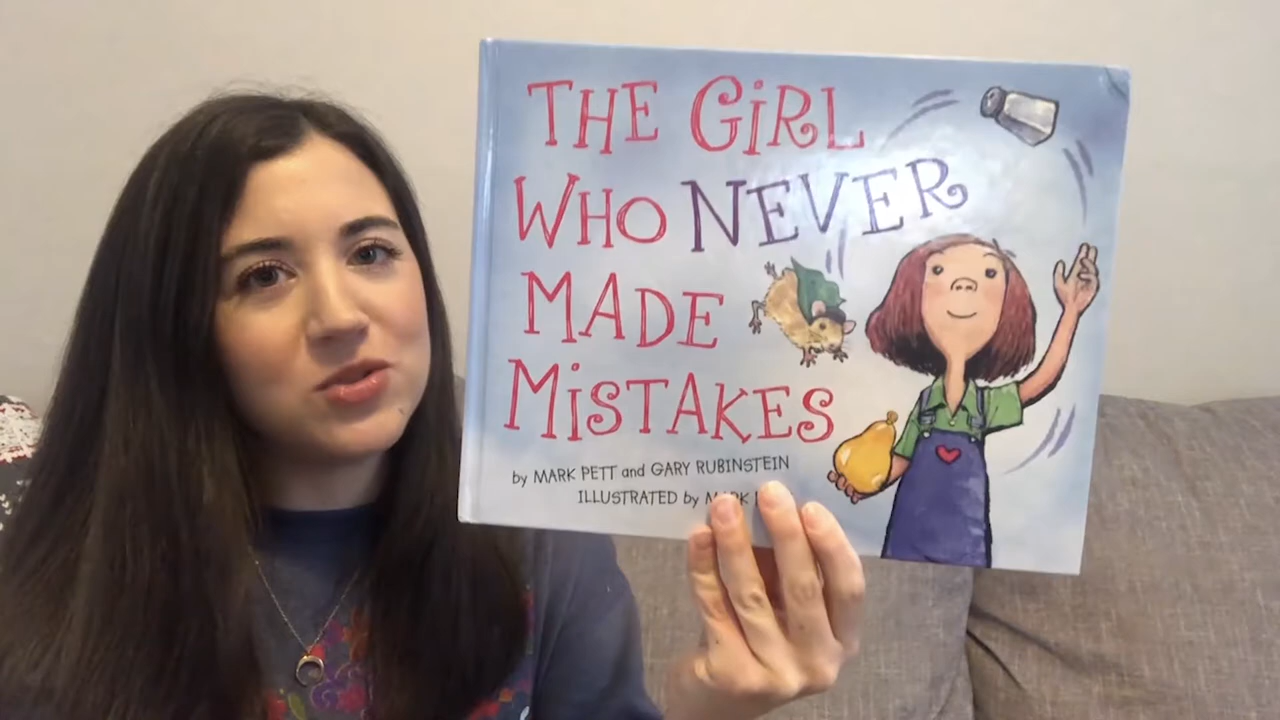 THE GiRL
WHO NEVER
MADE
MiSTAKES
by MARK PETT and GARY RUBINSTEIN
ILLUSTRATED by